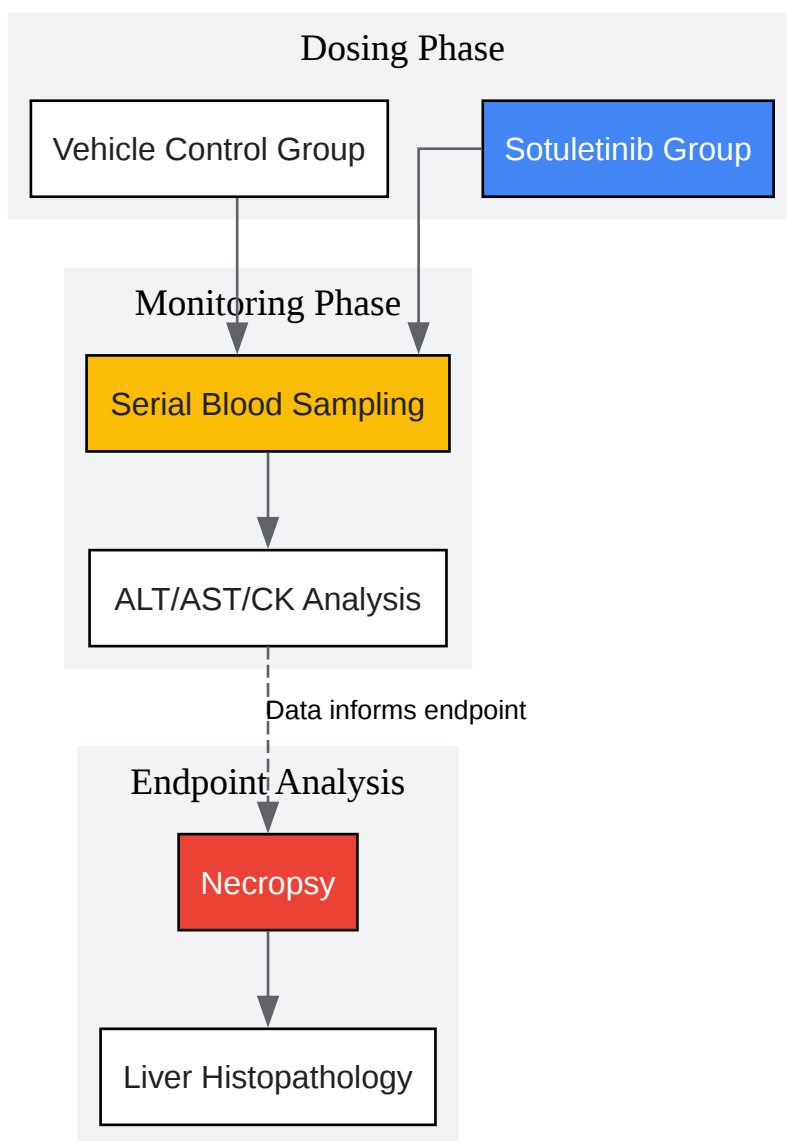 Dosing Phase
Vehicle Control Group
Sotuletinib Group
Monitoring Phase
Serial Blood Sampling
ALT/AST/CK Analysis
Data informs endpoint
Endpoint Analysis
Necropsy
Liver Histopathology